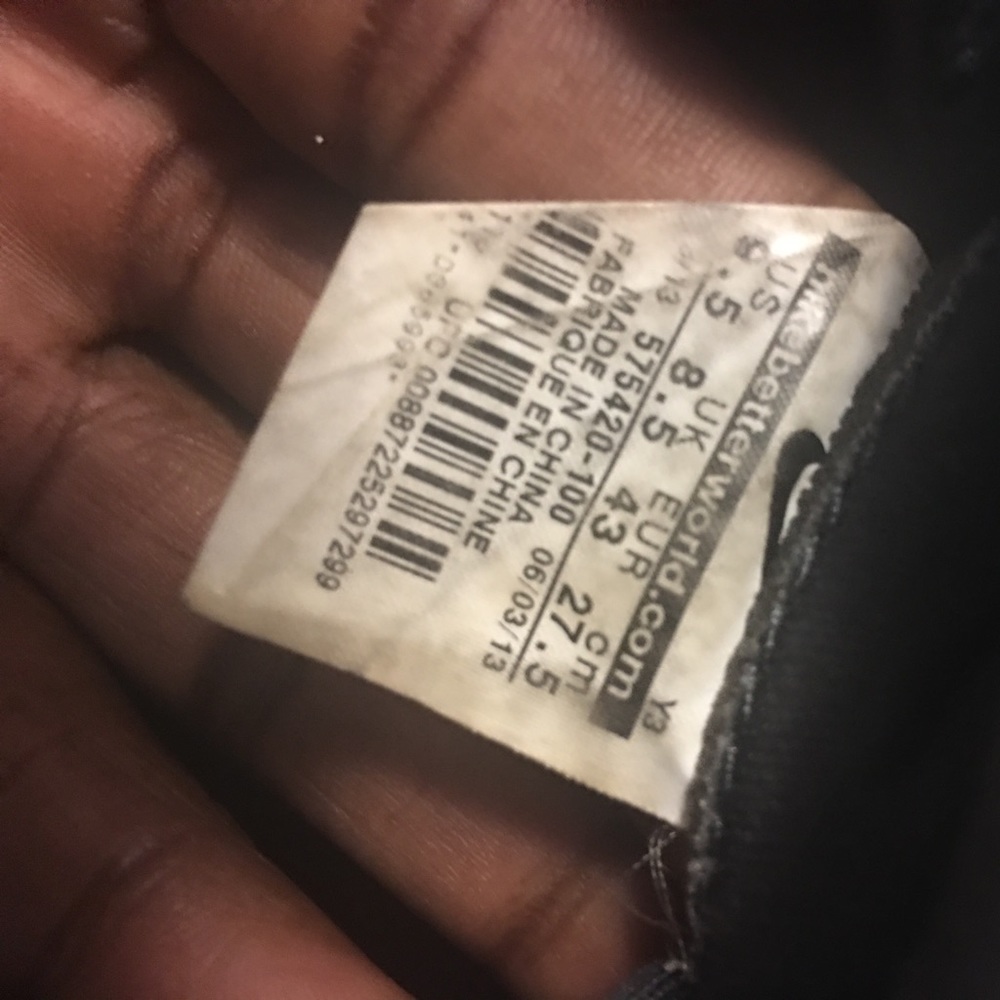 nikebetterworld.com
Y3
US UK EUR cm
9.5 8.5 43 27.5
575420-100 06/03/13
MADE IN CHINA
FABRIQUE EN CHINE
UPC 00887225297299